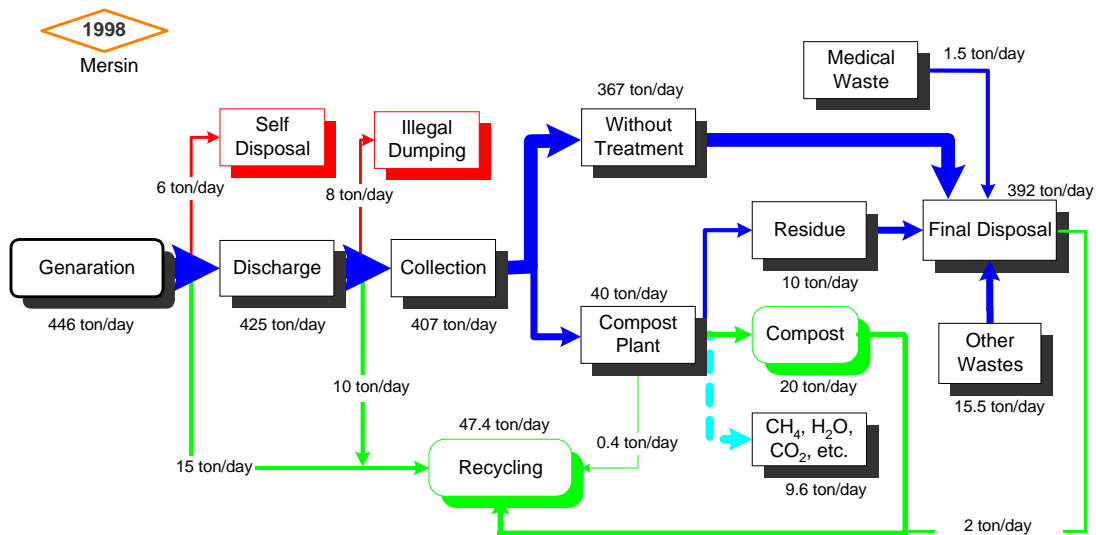 1998
Mersin
Medical
Waste
1.5 ton/day
367 ton/day
Without
Treatment
Self
Disposal
Illegal
Dumping
6 ton/day
8 ton/day
392 ton/day
Genaration
446 ton/day
Discharge
425 ton/day
Collection
407 ton/day
Residue
10 ton/day
Final Disposal
40 ton/day
Compost
Plant
Compost
20 ton/day
Other
Wastes
15.5 ton/day
10 ton/day
CH₄, H₂O,
CO₂, etc.
9.6 ton/day
47.4 ton/day
0.4 ton/day
15 ton/day
Recycling
2 ton/day